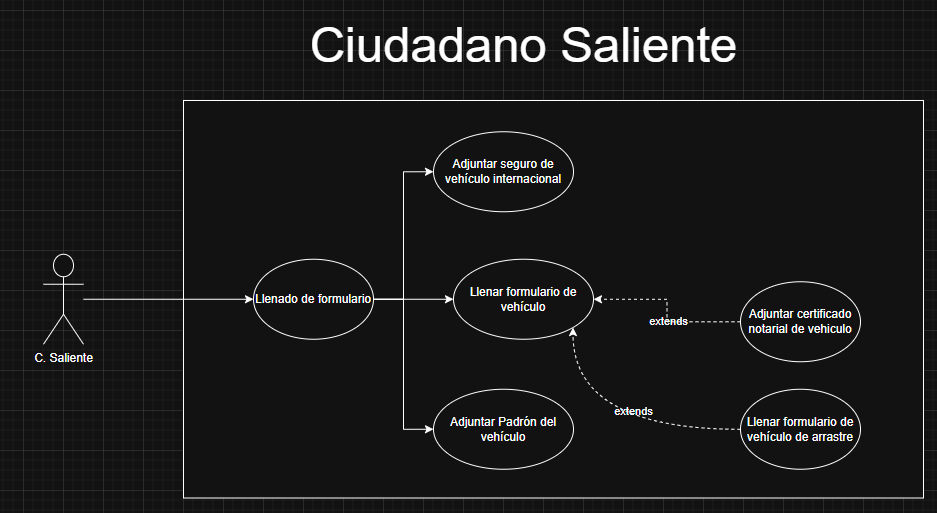 Ciudadano Saliente
Adjuntar seguro de
vehículo internacional
Llenado de formulario
Llenar formulario de
vehículo
extends
Adjuntar certificado
notarial de vehiculo
C. Saliente
extends
Adjuntar Padrón del
vehículo
Llenar formulario de
vehículo de arrastre